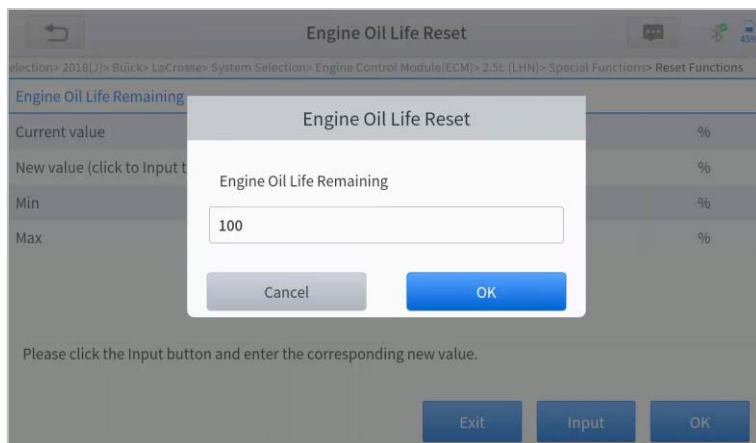 Engine Oil Life Reset
45%
election> 2018(J)> Buick> LaCrosse> System Selection> Engine Control Module(ECM)> 2.5L (LHN)> Special Functions> Reset Functions
Engine Oil Life Remaining
Current value %
New value (click to Input t %
Min %
Max %
Engine Oil Life Reset
Engine Oil Life Remaining
100
Cancel OK
Please click the Input button and enter the corresponding new value.
Exit Input OK